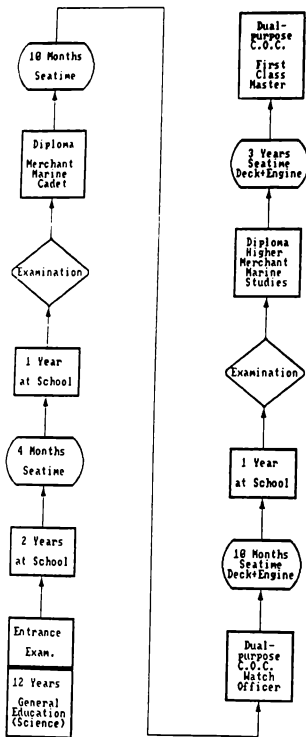 10 Months
Seatime
Diploma
Merchant
Marine
Cadet
Examination
1 Year
at School
4 Months
Seatime
2 Years
at School
Entrance
Exam.
12 Years
General
Education
(Science)
Dual-
purpose
C.O.C.
First
Class
Master
3 Years
Seatime
Deck+Engine
Diploma
Higher
Merchant
Marine
Studies
Examination
1 Year
at School
10 Months
Seatime
Deck+Engine
Dual-
purpose
C.O.C.
Watch
Officer